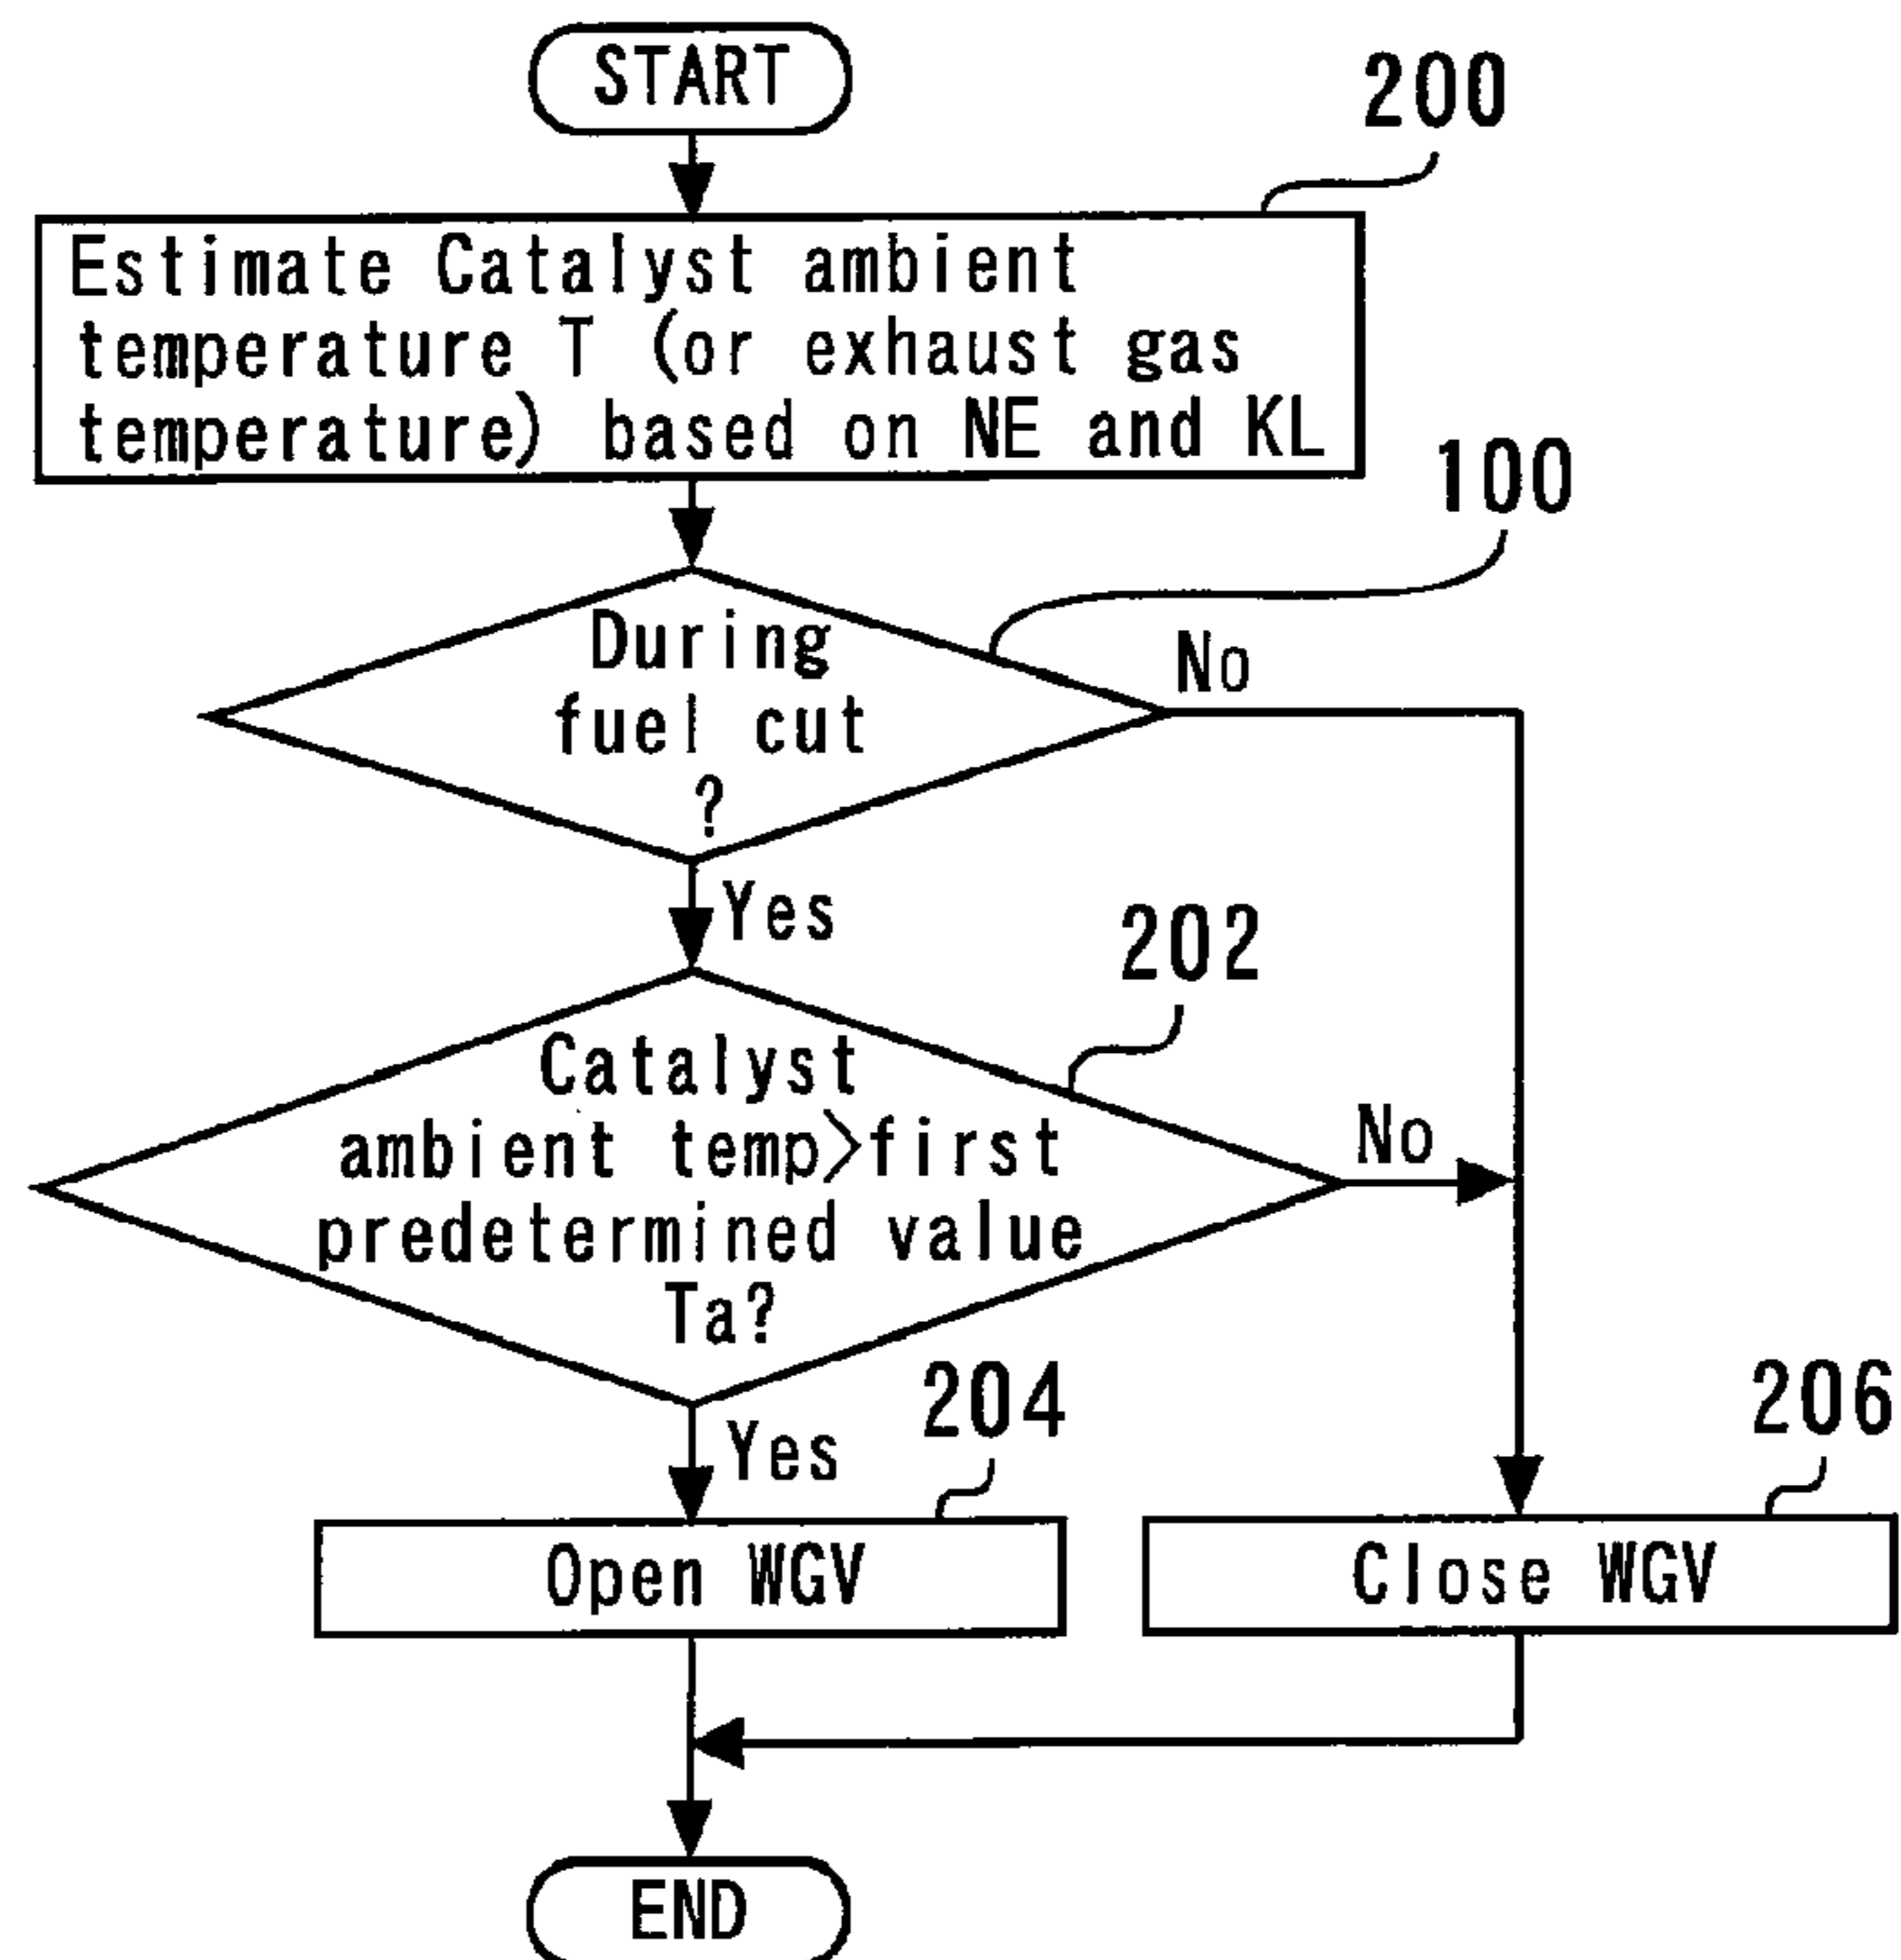 START
200
Estimate Catalyst ambient
temperature T (or exhaust gas
temperature) based on NE and KL
100
During
fuel cut
?
No
Yes
202
Catalyst
ambient temp>first
predetermined value
Ta?
No
Yes
204
206
Open WGV
Close WGV
END